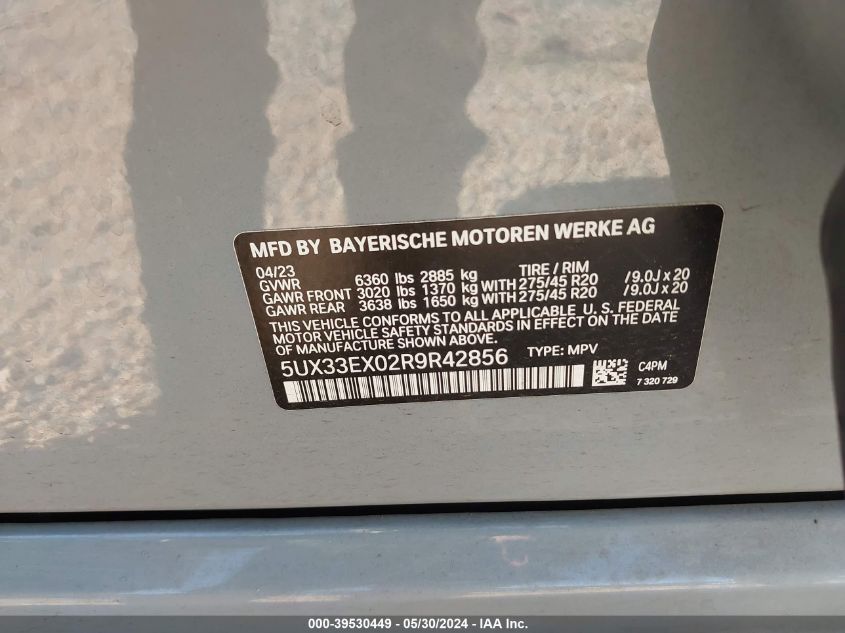 MFD BY BAYERISCHE MOTOREN WERKE AG
04/23 TIRE / RIM
GVWR 6360 lbs 2885 kg
GAWR FRONT 3020 lbs 1370 kg WITH 275/45 R20 /9.0J x 20
GAWR REAR 3638 lbs 1650 kg WITH 275/45 R20 /9.0J x 20
THIS VEHICLE CONFORMS TO ALL APPLICABLE U. S. FEDERAL
MOTOR VEHICLE SAFETY STANDARDS IN EFFECT ON THE DATE
OF MANUFACTURE SHOWN ABOVE.
5UX33EX02R9R42856 TYPE: MPV
C4PM
7 320 729
000-39530449 - 05/30/2024 - IAA Inc.